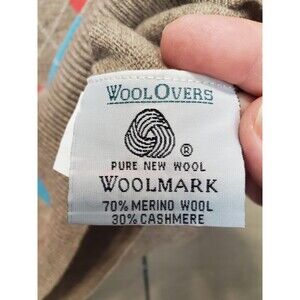 WOOLOVERS
®
PURE NEW WOOL
WOOLMARK
70% MERINO WOOL
30% CASHMERE